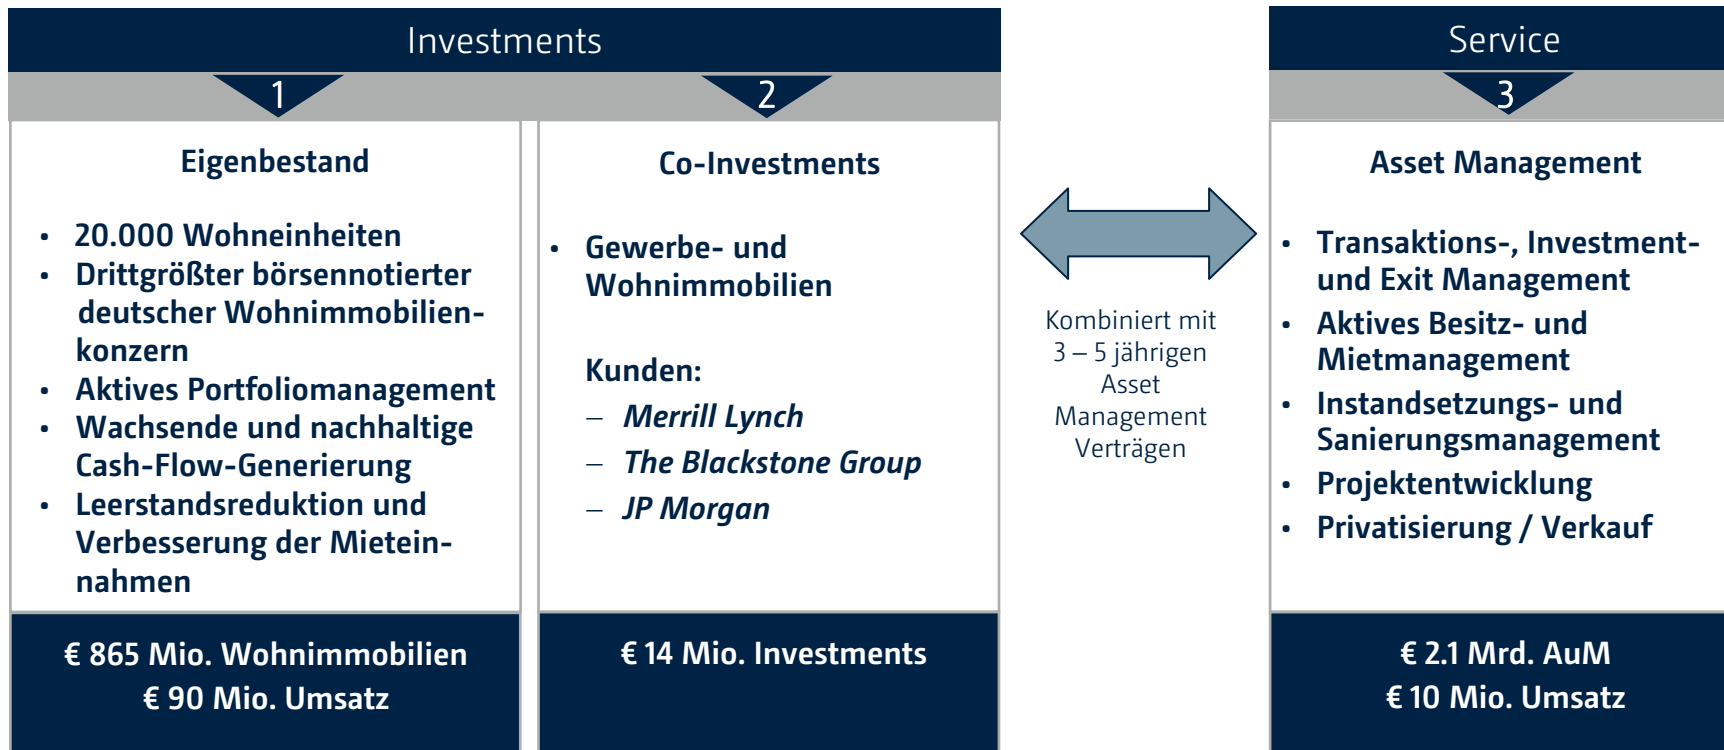 Investments
1
2
Eigenbestand
• 20.000 Wohneinheiten
• Drittgrößter börsennotierter
deutscher Wohnimmobilien-
konzern
• Aktives Portfoliomanagement
• Wachsende und nachhaltige
Cash-Flow-Generierung
• Leerstandsreduktion und
Verbesserung der Mietein-
nahmen
€ 865 Mio. Wohnimmobilien
€ 90 Mio. Umsatz
Co-Investments
• Gewerbe- und
Wohnimmobilien
Kunden:
– Merrill Lynch
– The Blackstone Group
– JP Morgan
€ 14 Mio. Investments
Kombiniert mit
3 – 5 jährigen
Asset
Management
Verträgen
Service
3
Asset Management
• Transaktions-, Investment-
und Exit Management
• Aktives Besitz- und
Mietmanagement
• Instandsetzungs- und
Sanierungsmanagement
• Projektentwicklung
• Privatisierung / Verkauf
€ 2.1 Mrd. AuM
€ 10 Mio. Umsatz